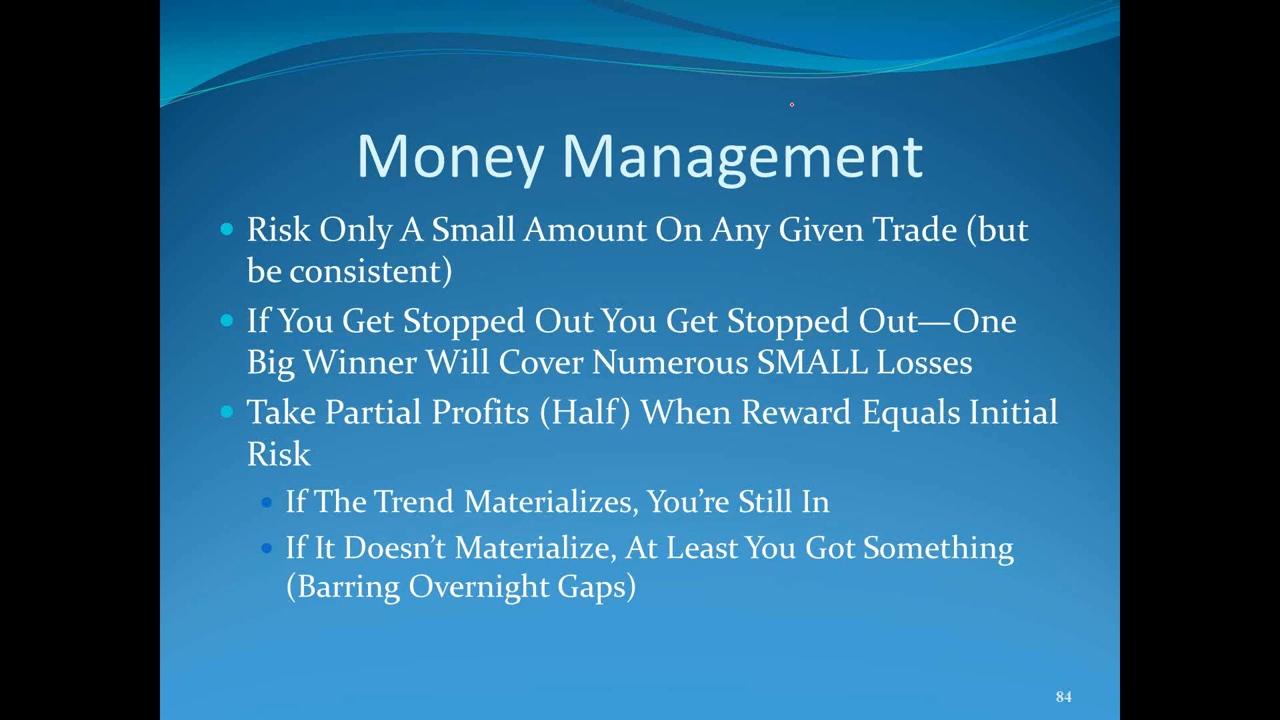 Money Management
• Risk Only A Small Amount On Any Given Trade (but
be consistent)
• If You Get Stopped Out You Get Stopped Out—One
Big Winner Will Cover Numerous SMALL Losses
• Take Partial Profits (Half) When Reward Equals Initial
Risk
• If The Trend Materializes, You’re Still In
• If It Doesn’t Materialize, At Least You Got Something
(Barring Overnight Gaps)
84